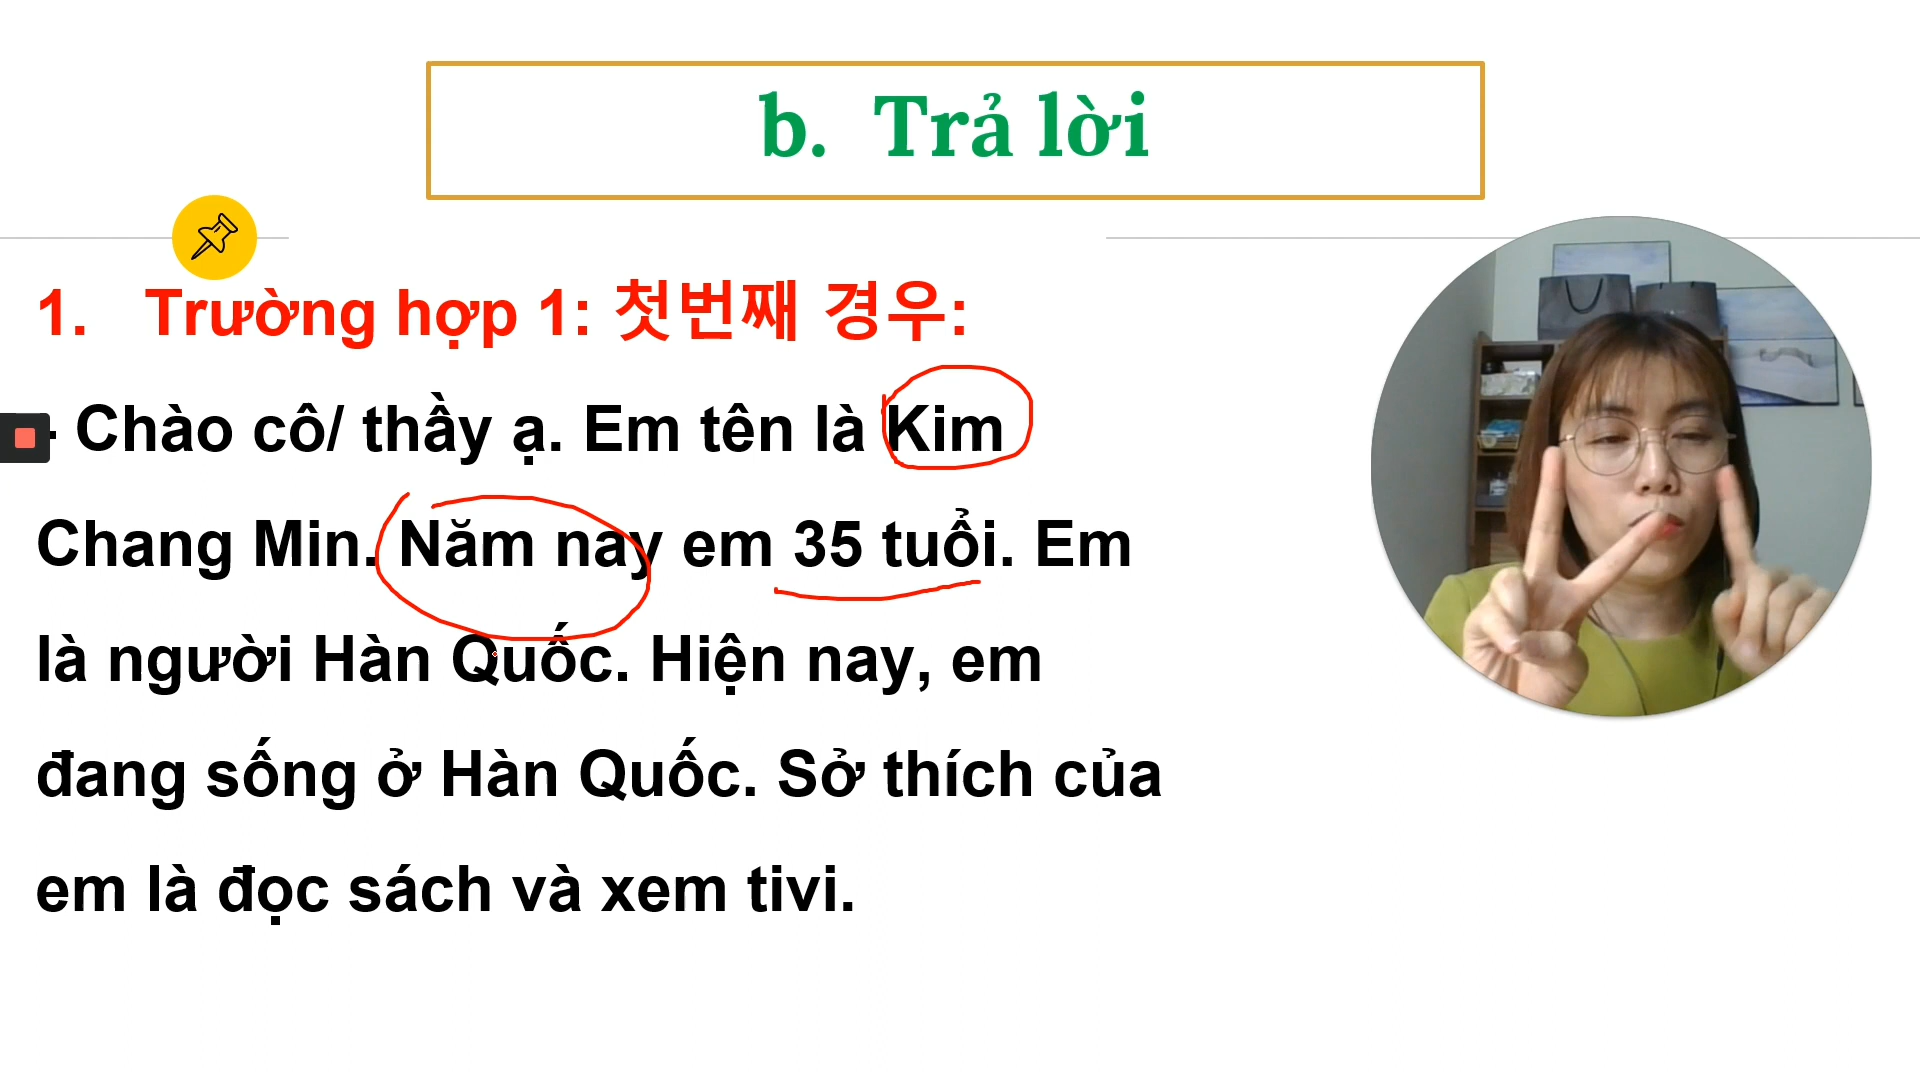 b. Trả lời
1. Trường hợp 1: 첫번째 경우:
- Chào cô/ thầy ạ. Em tên là Kim
Chang Min. Năm nay em 35 tuổi. Em
là người Hàn Quốc. Hiện nay, em
đang sống ở Hàn Quốc. Sở thích của
em là đọc sách và xem tivi.